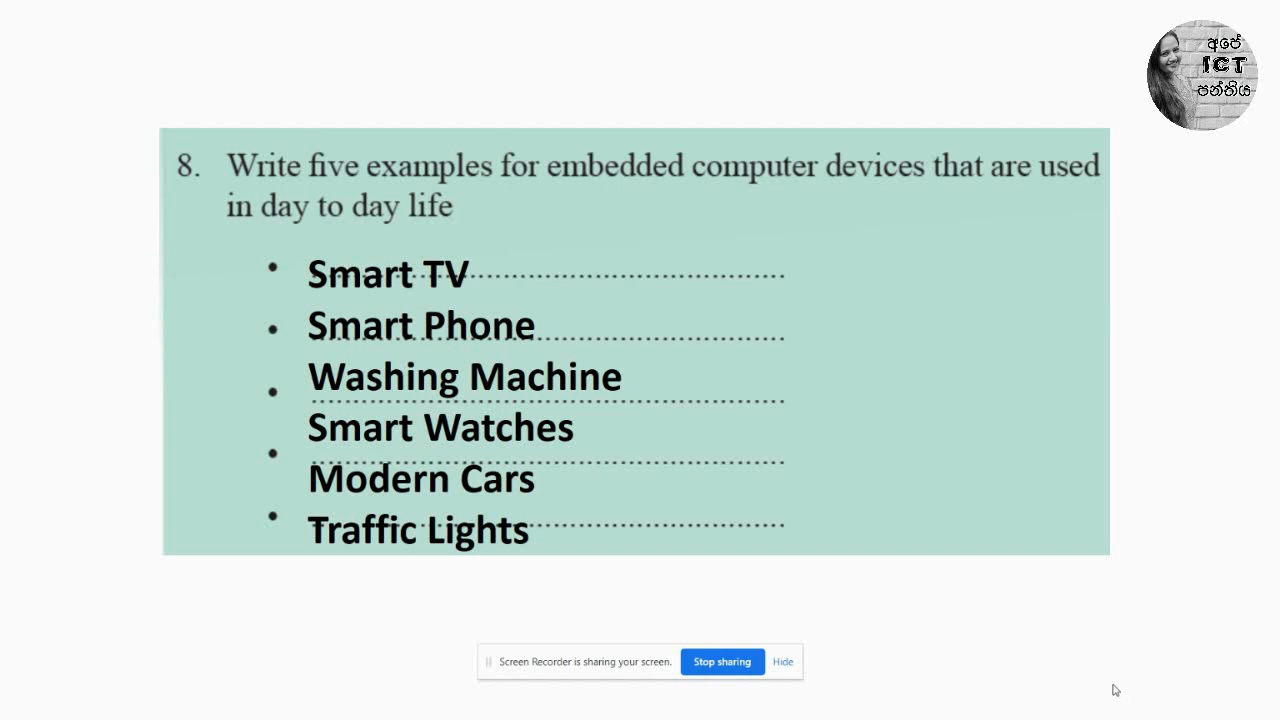 අපේ
ICT
පන්තිය
8. Write five examples for embedded computer devices that are used
in day to day life
• Smart TV
• Smart Phone
• Washing Machine
Smart Watches
• Modern Cars
• Traffic Lights
Screen Recorder is sharing your screen. Stop sharing Hide